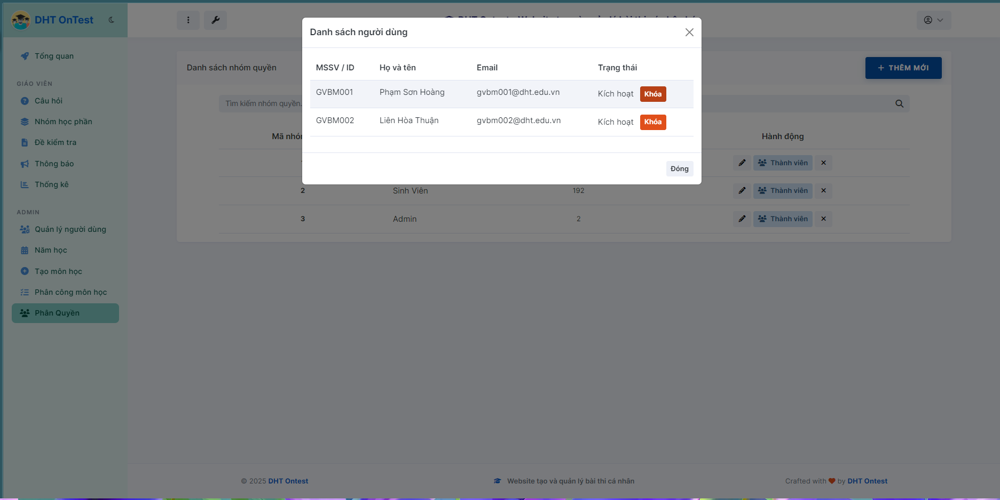 DHT OnTest
Tổng quan
GIÁO VIÊN
Câu hỏi
Nhóm học phần
Đề kiểm tra
Thông báo
Thống kê
ADMIN
Quản lý người dùng
Năm học
Tạo môn học
Phân công môn học
Phân Quyền
Danh sách người dùng
MSSV / ID Họ và tên Email Trạng thái
GVBM001 Phạm Sơn Hoàng gvbm001@dht.edu.vn Kích hoạt Khóa
GVBM002 Liên Hòa Thuận gvbm002@dht.edu.vn Kích hoạt Khóa
Đóng
Danh sách nhóm quyền
THÊM MỚI
Tìm kiếm nhóm quyền.
Mã nhóm Hành động
Thành viên
2 Sinh Viên 192 Thành viên
3 Admin 2 Thành viên
© 2025 DHT Ontest
Website tạo và quản lý bài thi cá nhân
Crafted with by DHT Ontest